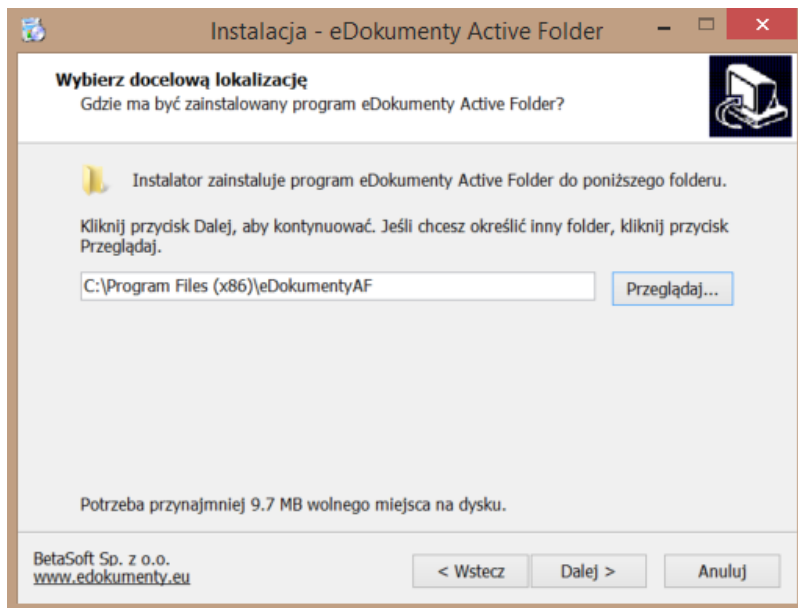 Instalacja - eDokumenty Active Folder
Wybierz docelową lokalizację
Gdzie ma być zainstalowany program eDokumenty Active Folder?
Instalator zainstaluje program eDokumenty Active Folder do poniższego folderu.
Kliknij przycisk Dalej, aby kontynuować. Jeśli chcesz określić inny folder, kliknij przycisk
Przeglądaj.
C:\Program Files (x86)\eDokumentyAF
Przeglądaj...
Potrzeba przynajmniej 9.7 MB wolnego miejsca na dysku.
BetaSoft Sp. z o.o.
www.edokumenty.eu
< Wstecz
Dalej >
Anuluj